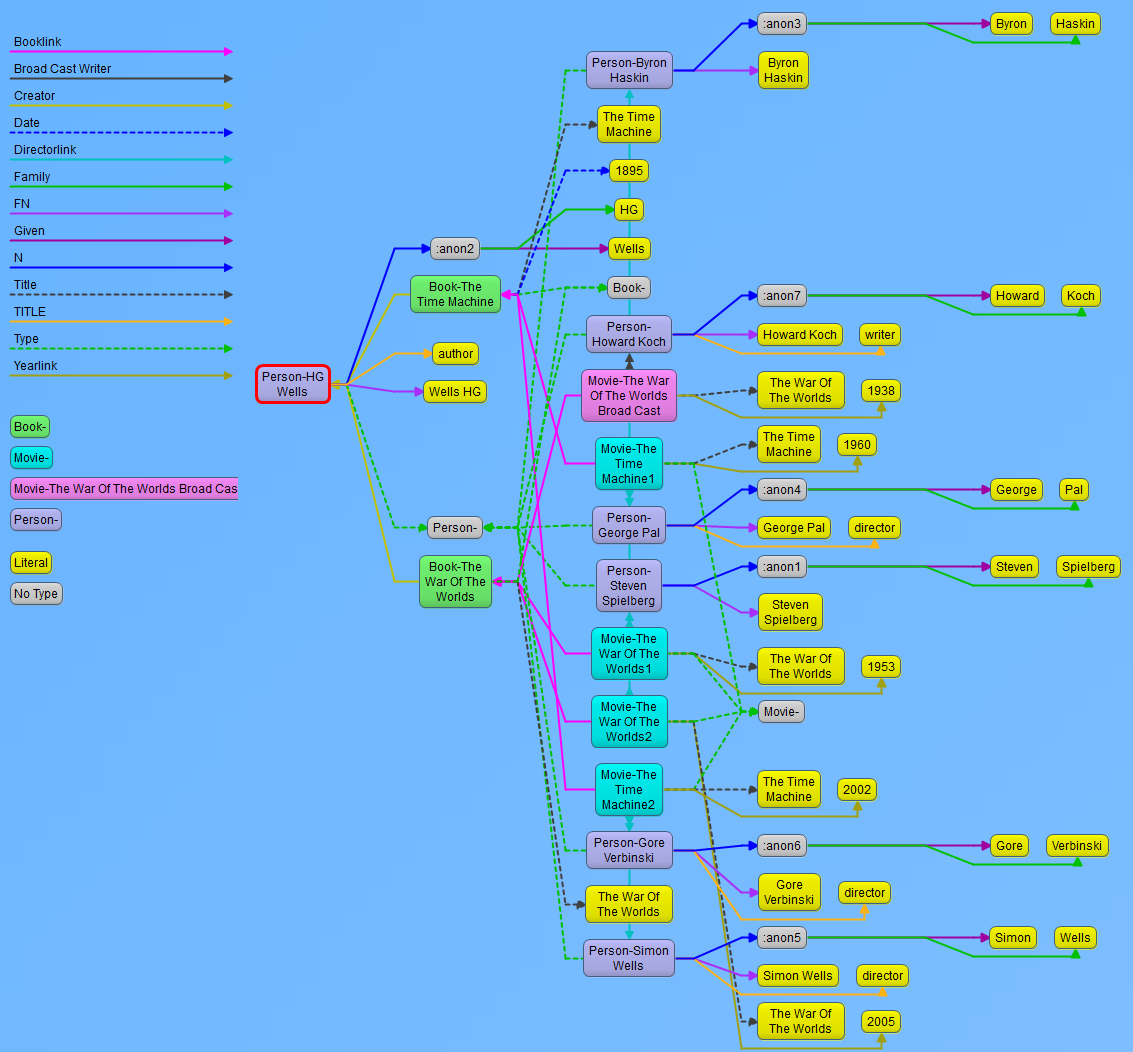 Booklink
Broad Cast Writer
Creator
Date
Directorlink
Family
FN
Given
N
Title
TITLE
Type
Yearlink
Book-
Movie-
Movie-The War Of The Worlds Broad Cas
Person-
Literal
No Type
Person-HG
Wells
:anon2
Book-The
Time Machine
author
Wells HG
Person-
Book-The
War Of The
Worlds
Person-Byron
Haskin
The Time
Machine
1895
HG
Wells
Book-
Person-
Howard Koch
Movie-The War
Of The Worlds
Broad Cast
Movie-The
Time
Machine1
Person-
George Pal
Person-
Steven
Spielberg
Movie-The
War Of The
Worlds1
Movie-The
War Of The
Worlds2
Movie-The
Time
Machine2
Person-Gore
Verbinski
The War Of
The Worlds
Person-Simon
Wells
:anon3
Byron
Haskin
Byron
Haskin
:anon7
Howard
Koch
Howard Koch
writer
The War Of
The Worlds
1938
The Time
Machine
1960
:anon4
George
Pal
George Pal
director
:anon1
Steven
Spielberg
Steven
Spielberg
The War Of
The Worlds
1953
Movie-
The Time
Machine
2002
:anon6
Gore
Verbinski
Gore
Verbinski
director
:anon5
Simon
Wells
Simon Wells
director
The War Of
The Worlds
2005